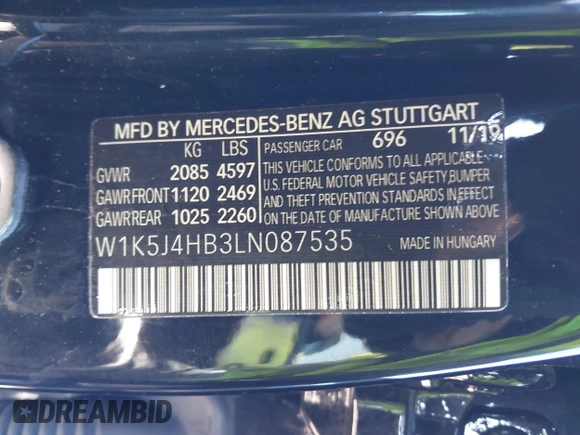 MFD BY MERCEDES-BENZ AG STUTTGART
KG LBS
GVWR 2085 4597
GAWR FRONT 1120 2469
GAWR REAR 1025 2260
PASSENGER CAR 696 11/19
THIS VEHICLE CONFORMS TO ALL APPLICABLE
U.S. FEDERAL MOTOR VEHICLE SAFETY, BUMPER
AND THEFT PREVENTION STANDARDS IN EFFECT
ON THE DATE OF MANUFACTURE SHOWN ABOVE.
W1K5J4HB3LN087535
MADE IN HUNGARY
DREAMBID